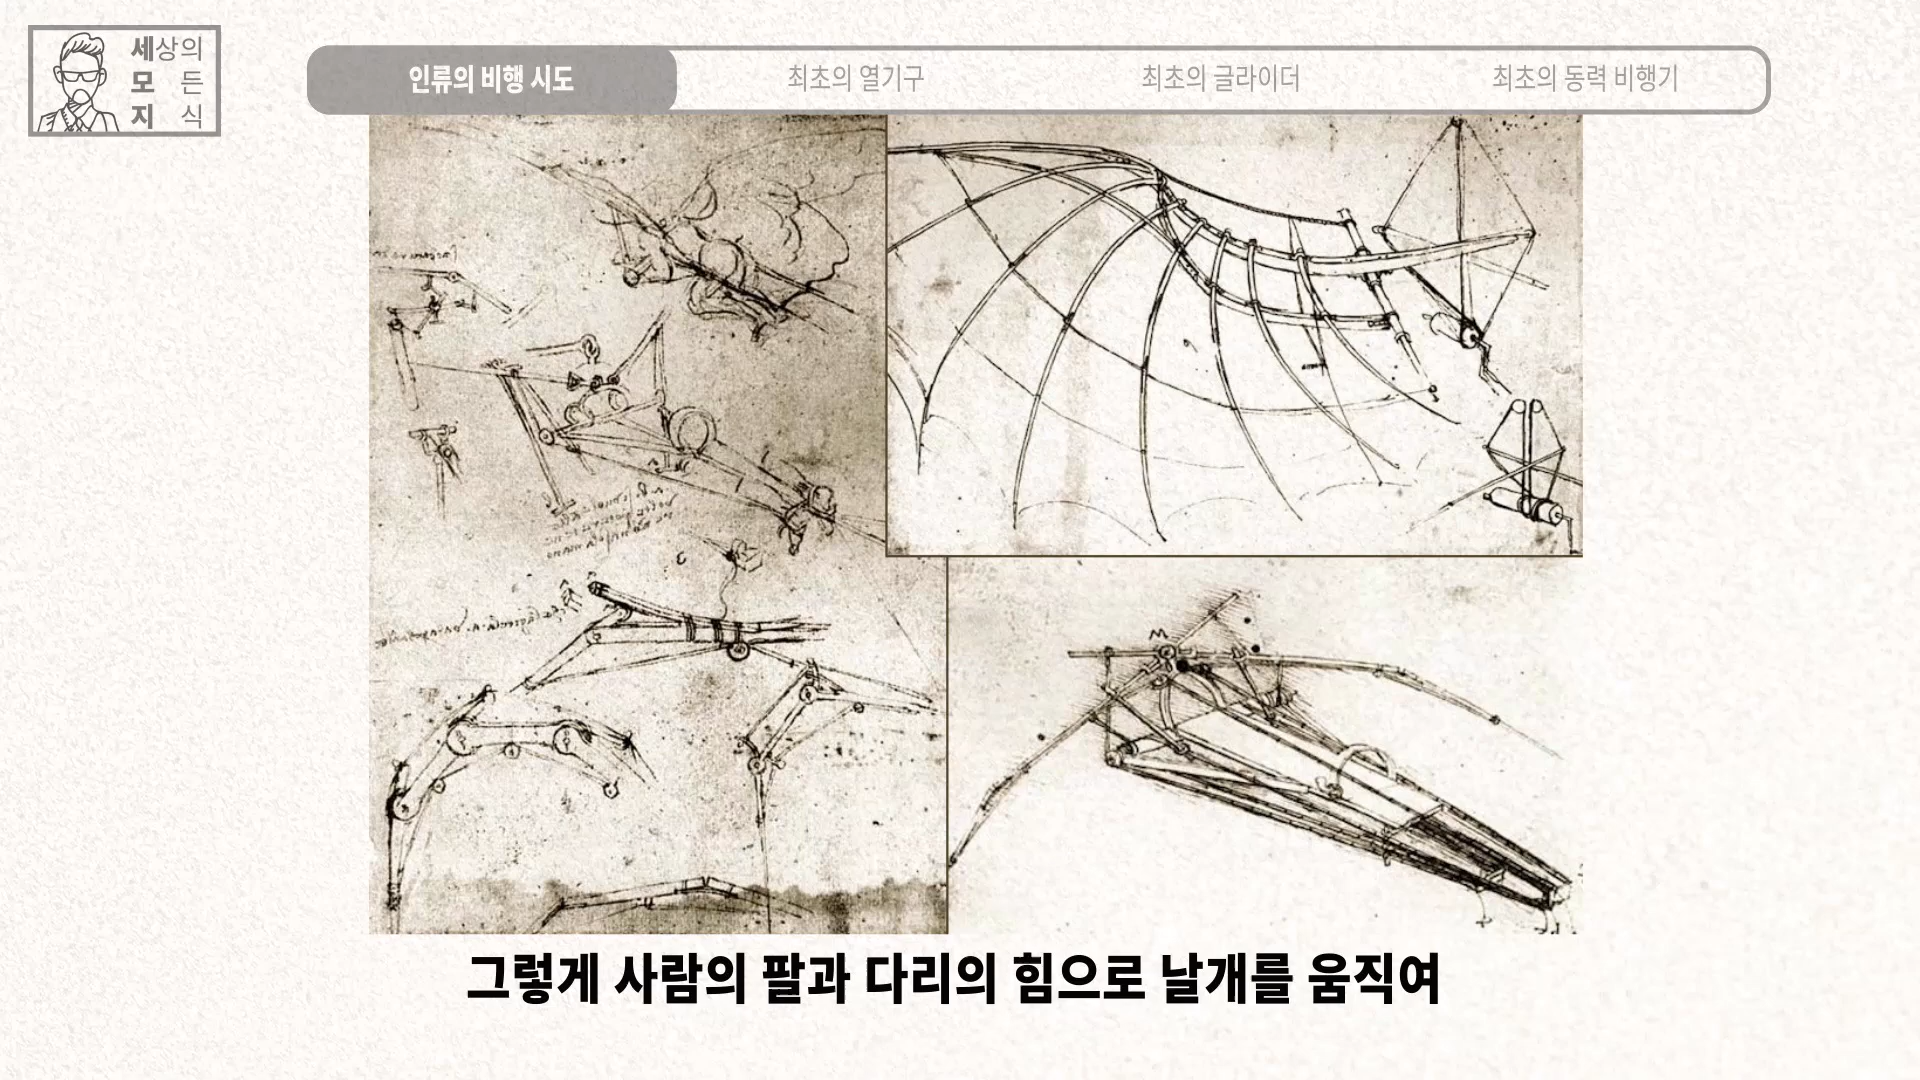 세상의
모든
지식
인류의 비행 시도
최초의 열기구
최초의 글라이더
최초의 동력 비행기
그렇게 사람의 팔과 다리의 힘으로 날개를 움직여